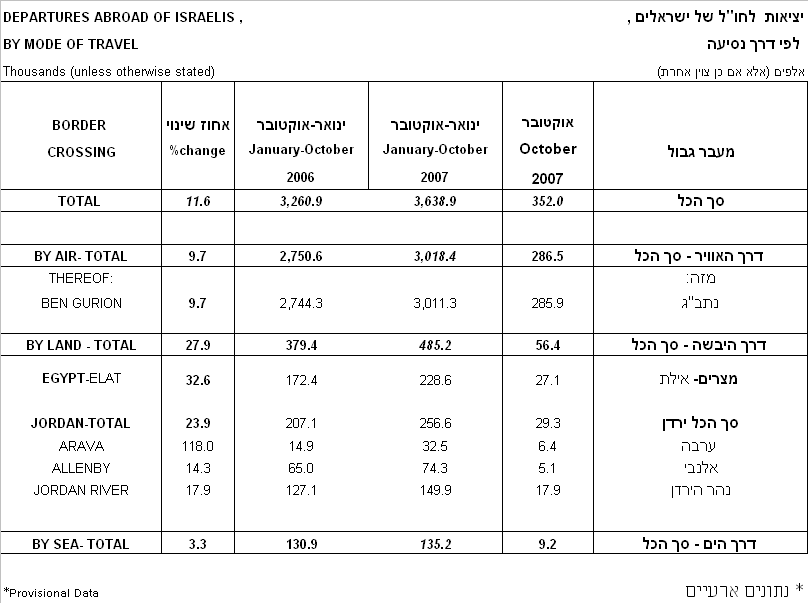 DEPARTURES ABROAD OF ISRAELIS , יציאות לחו"ל של ישראלים ,
BY MODE OF TRAVEL לפי דרך נסיעה
Thousands (unless otherwise stated) אלפים (אלא אם כן צוין אחרת)
BORDER CROSSING אחוז שינוי %change ינואר-אוקטובר January-October 2006 ינואר-אוקטובר January-October 2007 אוקטובר October 2007 מעבר גבול
TOTAL 11.6 3,260.9 3,638.9 352.0 סך הכל
BY AIR- TOTAL 9.7 2,750.6 3,018.4 286.5 דרך האוויר - סך הכל
THEREOF: מזה:
BEN GURION 9.7 2,744.3 3,011.3 285.9 נתב"ג
BY LAND - TOTAL 27.9 379.4 485.2 56.4 דרך היבשה - סך הכל
EGYPT-ELAT 32.6 172.4 228.6 27.1 מצרים- אילת
JORDAN-TOTAL 23.9 207.1 256.6 29.3 סך הכל ירדן
ARAVA 118.0 14.9 32.5 6.4 ערבה
ALLENBY 14.3 65.0 74.3 5.1 אלנבי
JORDAN RIVER 17.9 127.1 149.9 17.9 נהר הירדן
BY SEA- TOTAL 3.3 130.9 135.2 9.2 דרך הים - סך הכל
*Provisional Data * נתונים ארעיים